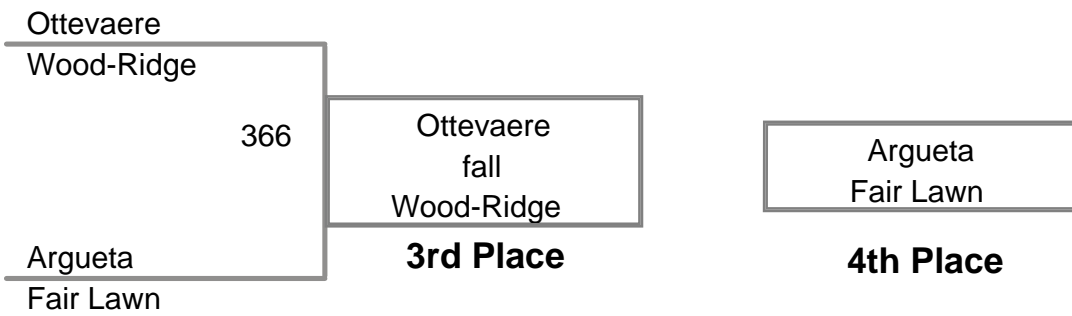 Ottevaere
Wood-Ridge
366
Ottevaere
fall
Wood-Ridge
3rd Place
Argueta
Fair Lawn
Argueta
Fair Lawn
4th Place